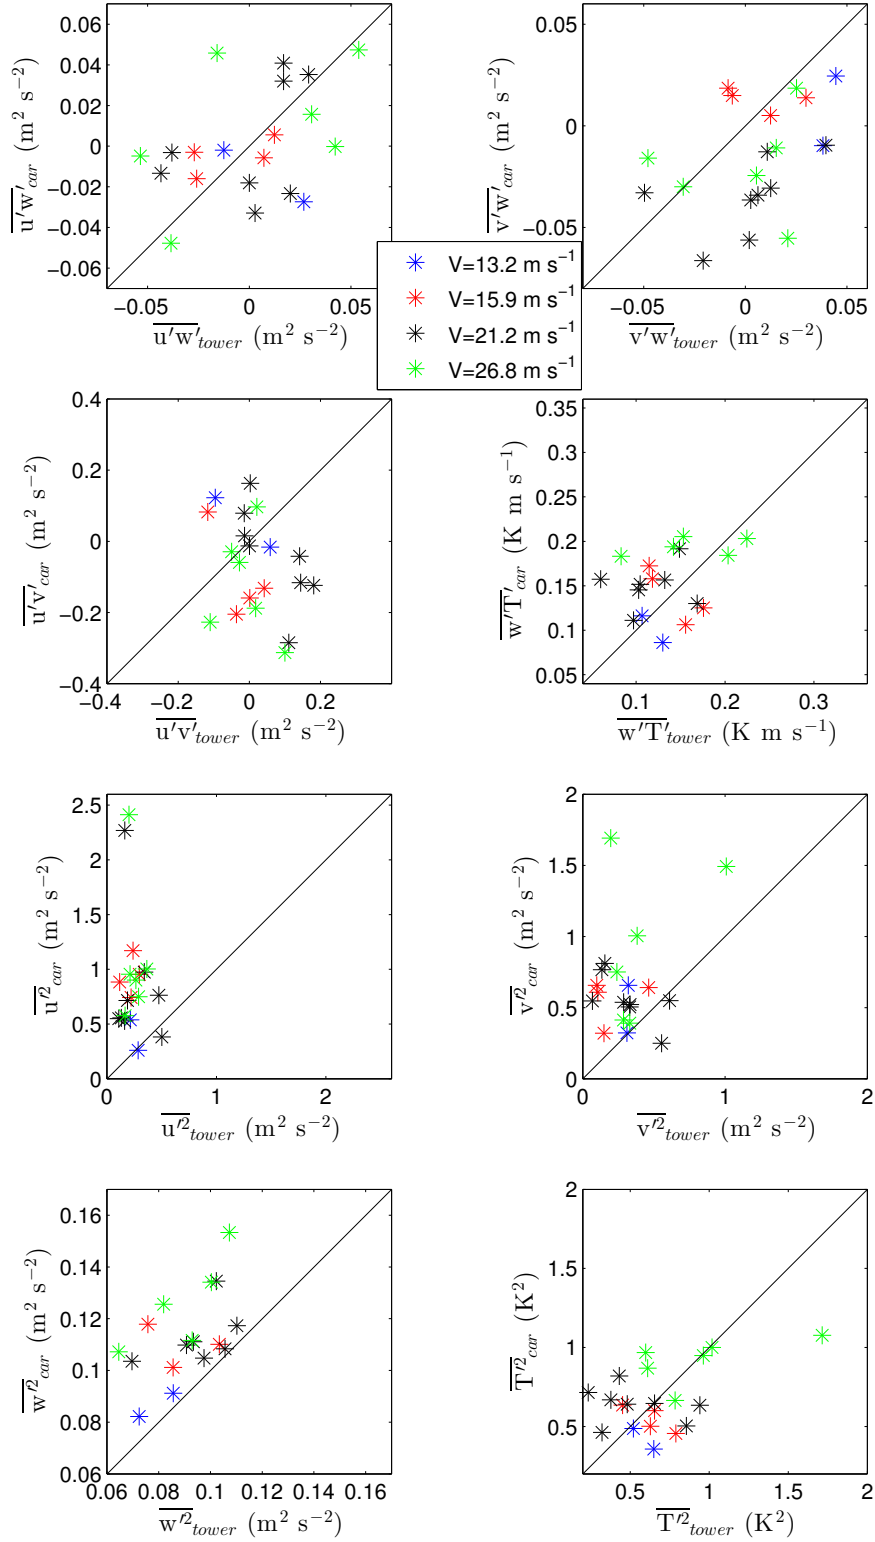 0.06
0.04
0.02
0
−0.02
−0.04
−0.06
u′w′car (m² s⁻²)
−0.05 0 0.05
u′w′tower (m² s⁻²)
0.05
0
−0.05
v′w′car (m² s⁻²)
−0.05 0 0.05
v′w′tower (m² s⁻²)
V=13.2 m s⁻¹
V=15.9 m s⁻¹
V=21.2 m s⁻¹
V=26.8 m s⁻¹
0.4
0.2
0
−0.2
−0.4
u′v′car (m² s⁻²)
−0.4 −0.2 0 0.2
u′v′tower (m² s⁻²)
0.35
0.3
0.25
0.2
0.15
0.1
0.05
w′T′car (K m s⁻¹)
0.1 0.2 0.3
w′T′tower (K m s⁻¹)
2.5
2
1.5
1
0.5
0
u′²car (m² s⁻²)
0 1 2
u′²tower (m² s⁻²)
2
1.5
1
0.5
0
v′²car (m² s⁻²)
0 1 2
v′²tower (m² s⁻²)
0.16
0.14
0.12
0.1
0.08
0.06
w′²car (m² s⁻²)
0.06 0.08 0.1 0.12 0.14 0.16
w′²tower (m² s⁻²)
2
1.5
1
0.5
T′²car (K²)
0.5 1 1.5 2
T′²tower (K²)